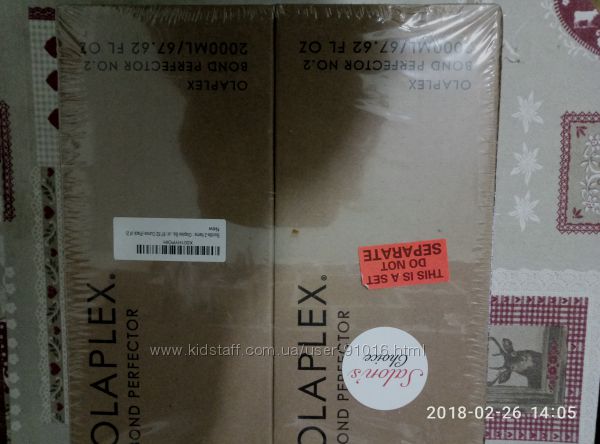 OLAPLEX
BOND PERFECTOR NO.2
2000ML/67.62 FL OZ
OLAPLEX
BOND PERFECTOR NO.2
2000ML/67.62 FL OZ
New
THIS IS A SET
DO NOT
SEPARATE
OLAPLEX®
BOND PERFECTOR
OLAPLEX®
BOND PERFECTOR
Salon's
Choice
www.kidstaff.com.ua/user-91016.html
2018-02-26 14:05